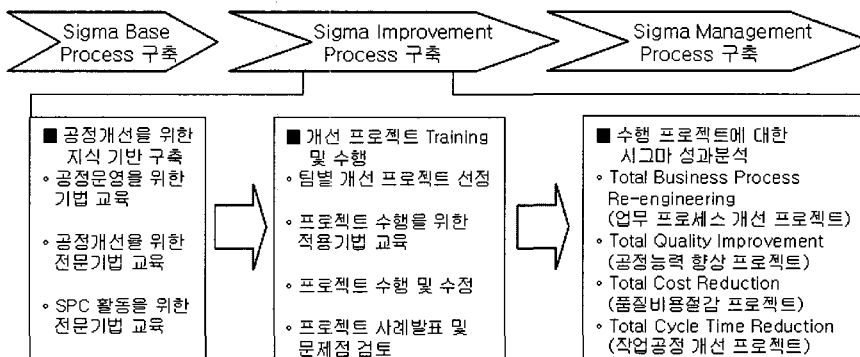 Sigma Base
Process 구축
Sigma Improvement
Process 구축
Sigma Management
Process 구축
■ 공정개선을 위한
지식 기반 구축
∘ 공정운영을 위한
기법 교육
∘ 공정개선을 위한
전문기법 교육
∘ SPC 활동을 위한
전문기법 교육
■ 개선 프로젝트 Training
및 수행
∘ 팀별 개선 프로젝트 선정
∘ 프로젝트 수행을 위한
적용기법 교육
∘ 프로젝트 수행 및 수정
∘ 프로젝트 사례발표 및
문제점 검토
■ 수행 프로젝트에 대한
시그마 성과분석
∘ Total Business Process
Re-engineering
(업무 프로세스 개선 프로젝트)
∘ Total Quality Improvement
(공정능력 향상 프로젝트)
∘ Total Cost Reduction
(품질비용절감 프로젝트)
∘ Total Cycle Time Reduction
(작업공정 개선 프로젝트)